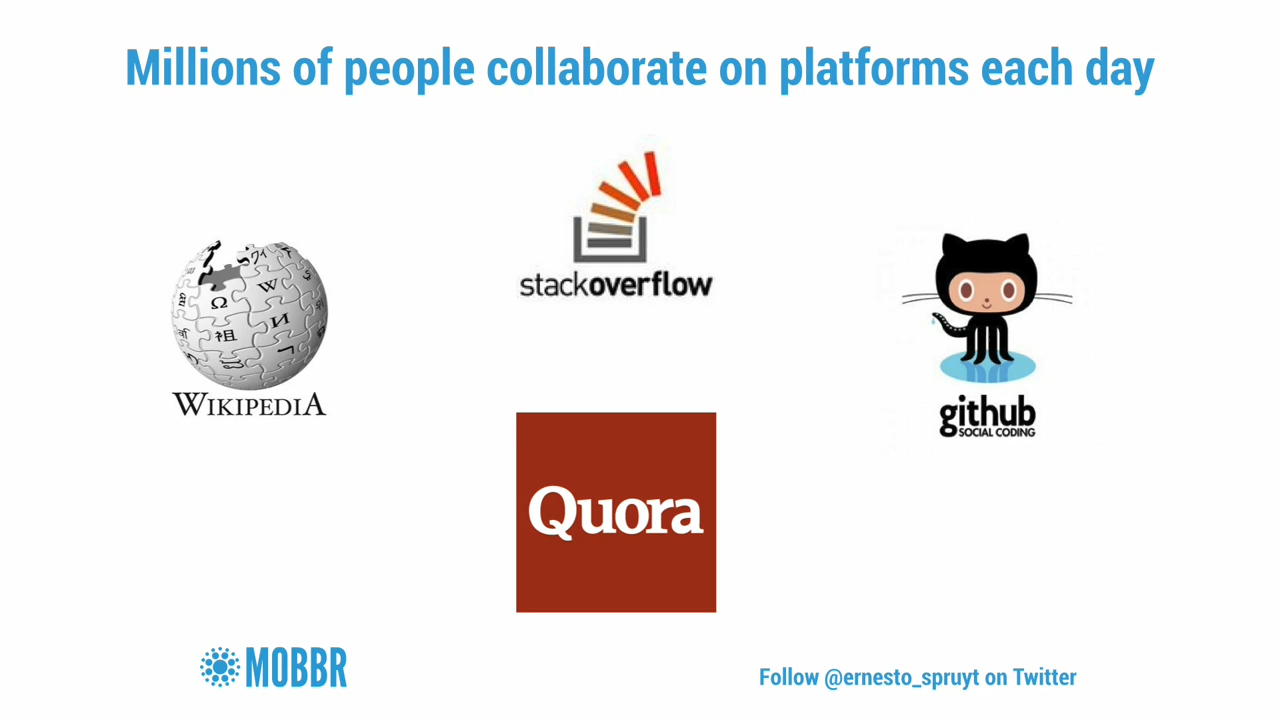 Millions of people collaborate on platforms each day
stackoverflow
Ω
W
И
祖
WIKIPEDIA
github
SOCIAL CODING
Quora
MOBBR
Follow @ernesto_spruyt on Twitter